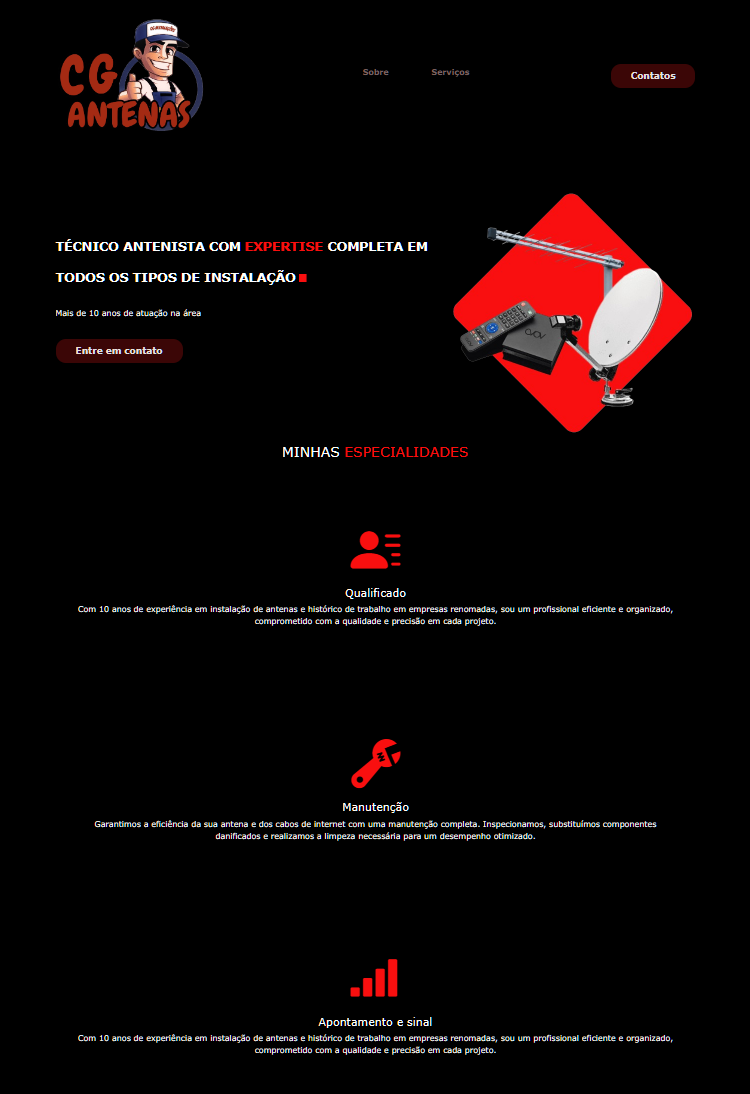 CG
ANTENAS
Sobre
Serviços
Contatos
TÉCNICO ANTENISTA COM EXPERTISE COMPLETA EM
TODOS OS TIPOS DE INSTALAÇÃO
Mais de 10 anos de atuação na área
Entre em contato
MINHAS ESPECIALIDADES
Qualificado
Com 10 anos de experiência em instalação de antenas e histórico de trabalho em empresas renomadas, sou um profissional eficiente e organizado,
comprometido com a qualidade e precisão em cada projeto.
Manutenção
Garantimos a eficiência da sua antena e dos cabos de internet com uma manutenção completa. Inspecionamos, substituímos componentes
danificados e realizamos a limpeza necessária para um desempenho otimizado.
Apontamento e sinal
Com 10 anos de experiência em instalação de antenas e histórico de trabalho em empresas renomadas, sou um profissional eficiente e organizado,
comprometido com a qualidade e precisão em cada projeto.